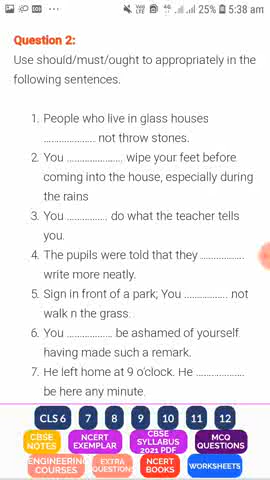 25% 5:38 am
Question 2:
Use should/must/ought to appropriately in the
following sentences.
1. People who live in glass houses
………………… not throw stones.
2. You ………………… wipe your feet before
coming into the house, especially during
the rains
3. You ……………. do what the teacher tells
you.
4. The pupils were told that they ……………..
write more neatly.
5. Sign in front of a park; You ……………. not
walk n the grass.
6. You ……………… be ashamed of yourself
having made such a remark.
7. He left home at 9 o'clock. He ……………...
be here any minute.
CLS 6 7 8 9 10 11 12
CBSE NOTES
NCERT EXEMPLAR
CBSE SYLLABUS 2021 PDF
MCQ QUESTIONS
ENGINEERING COURSES
EXTRA QUESTIONS
NCERT BOOKS
WORKSHEETS